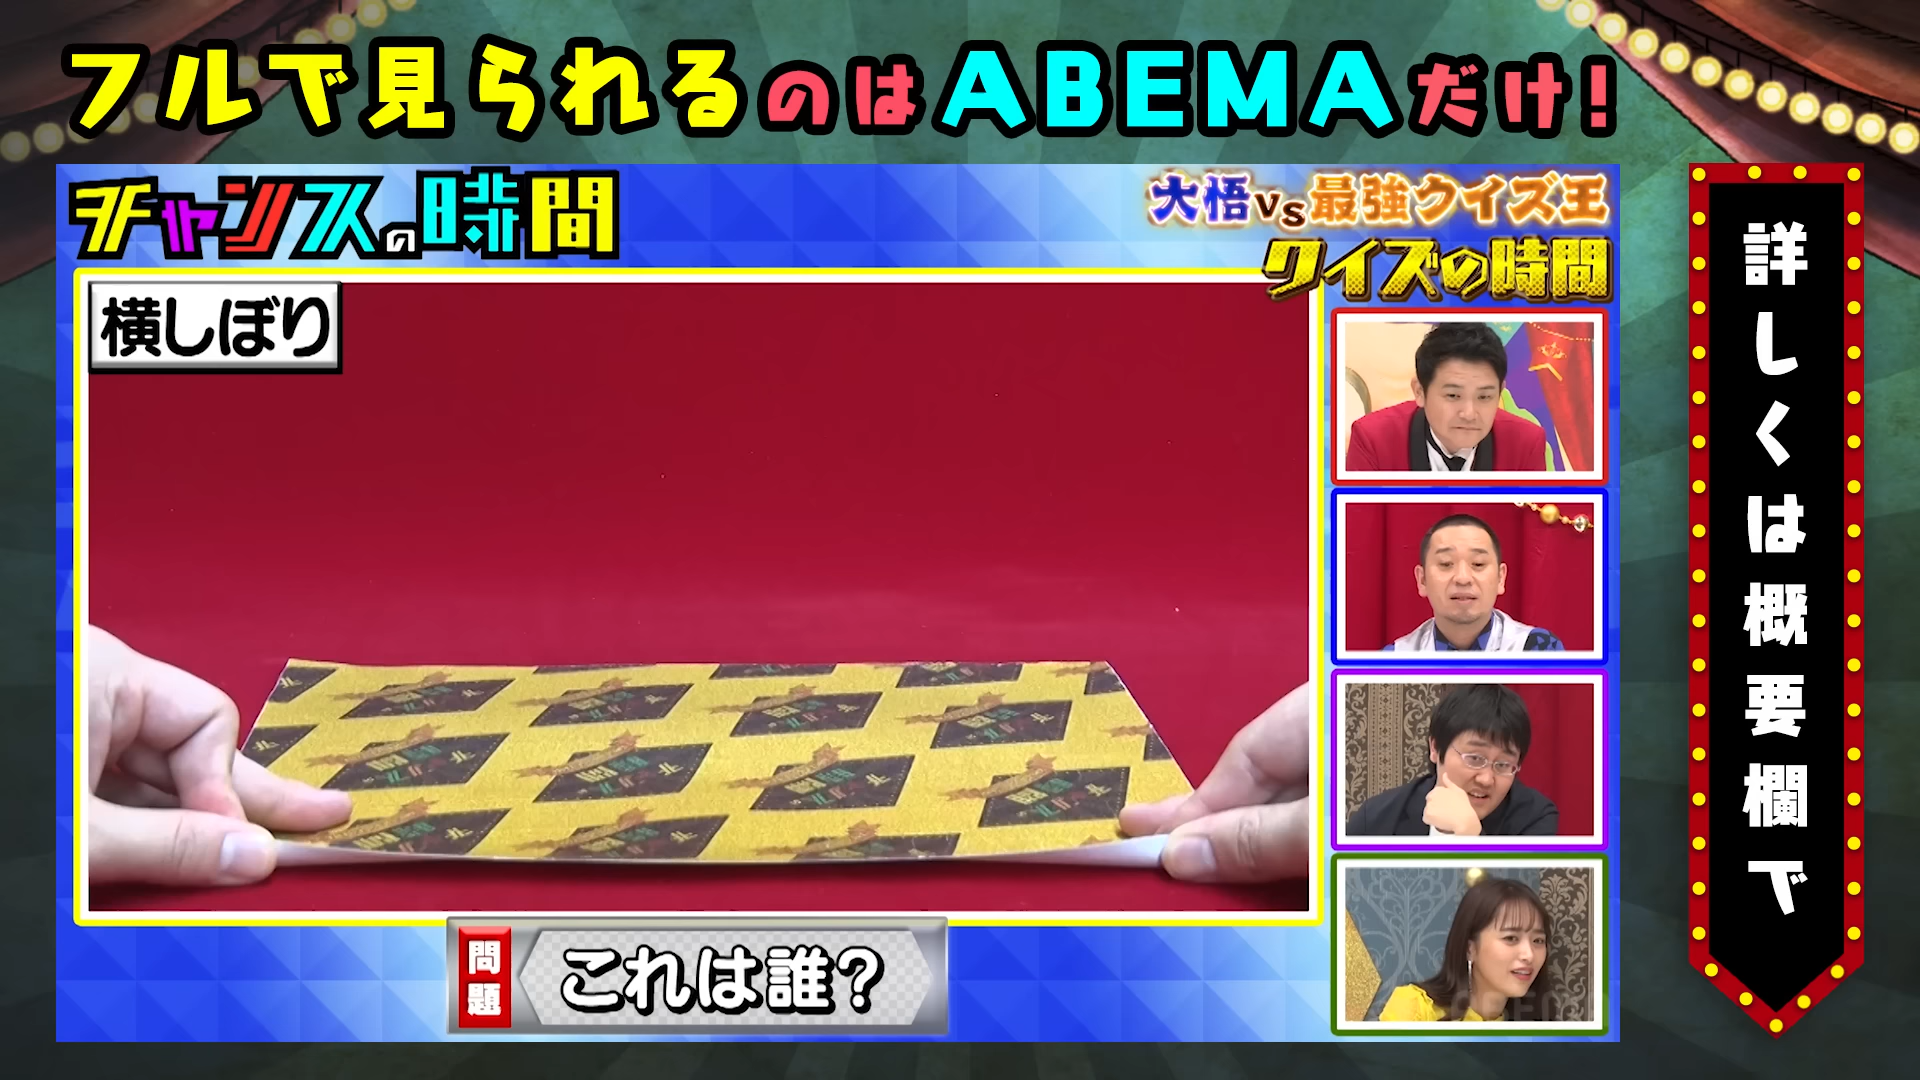 フルで見られるのはABEMAだけ!
チャンスの時間
大悟vs最強クイズ王
クイズの時間
横しぼり
問題
これは誰?
詳しくは概要欄で